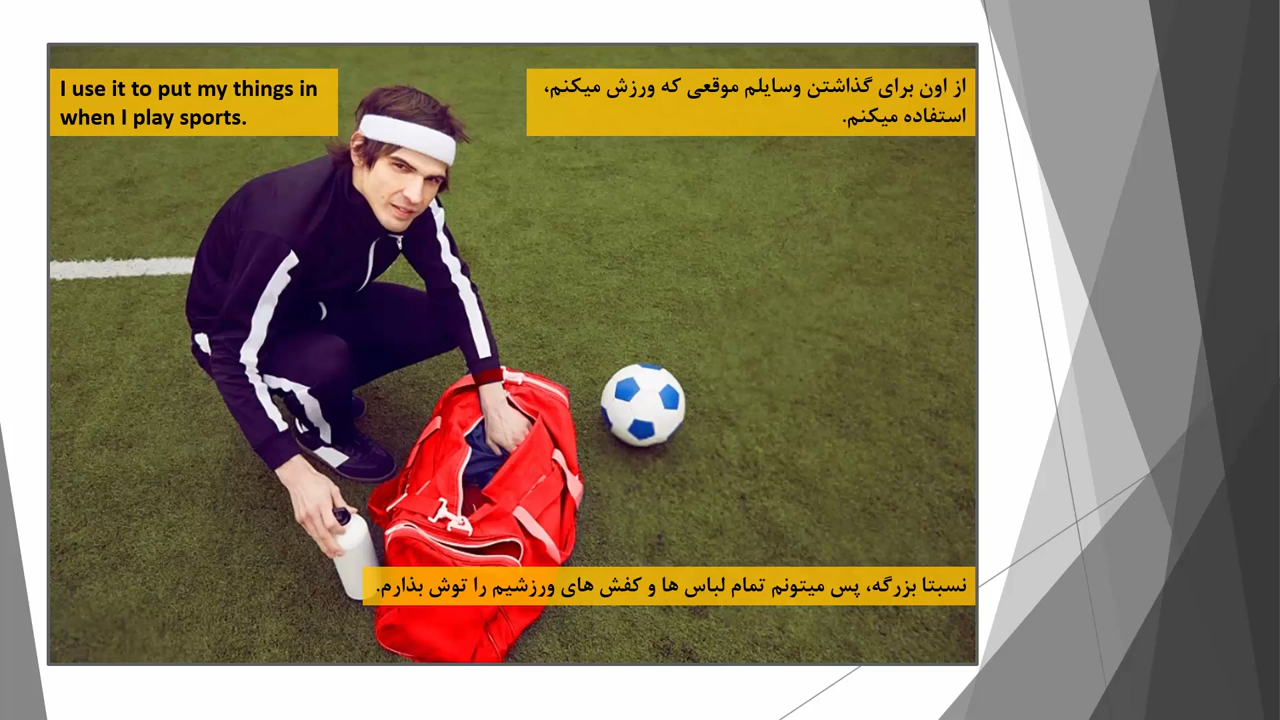 I use it to put my things in
when I play sports.
از اون برای گذاشتن وسایلم موقعی که ورزش میکنم،
استفاده میکنم.
نسبتا بزرگه، پس میتونم تمام لباس ها و کفش های ورزشیم را توش بذارم.